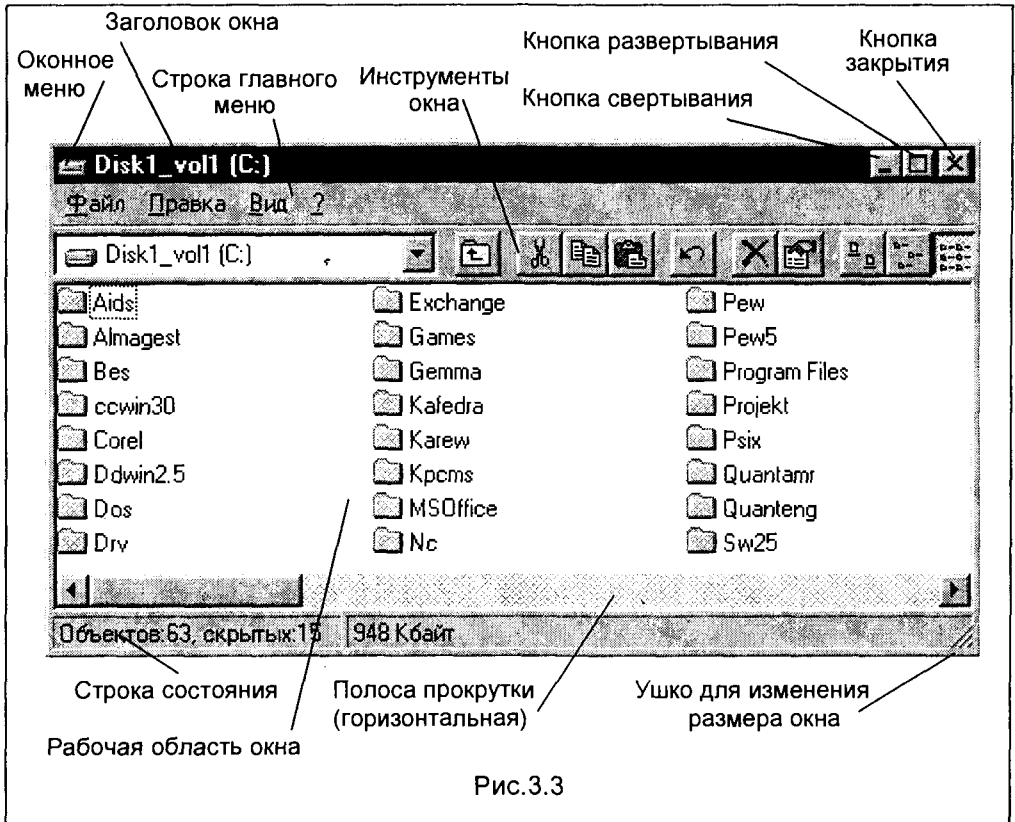 Заголовок окна
Оконное
меню
Строка главного
меню
Инструменты
окна
Кнопка развертывания
Кнопка свертывания
Кнопка
закрытия
Disk1_vol1 (C:)
Файл Правка Вид ?
Disk1_vol1 (C:)
Aids Exchange Pew
Almagest Games Pew5
Bes Gemma Program Files
ccwin30 Kafedra Projekt
Corel Karew Psix
Ddwin2.5 Kpcms Quantamr
Dos MSOffice Quanteng
Drv Nc Sw25
Объектов:63, скрытых:15 948 Кбайт
Строка состояния
Полоса прокрутки
(горизонтальная)
Ушко для изменения
размера окна
Рабочая область окна
Рис.3.3